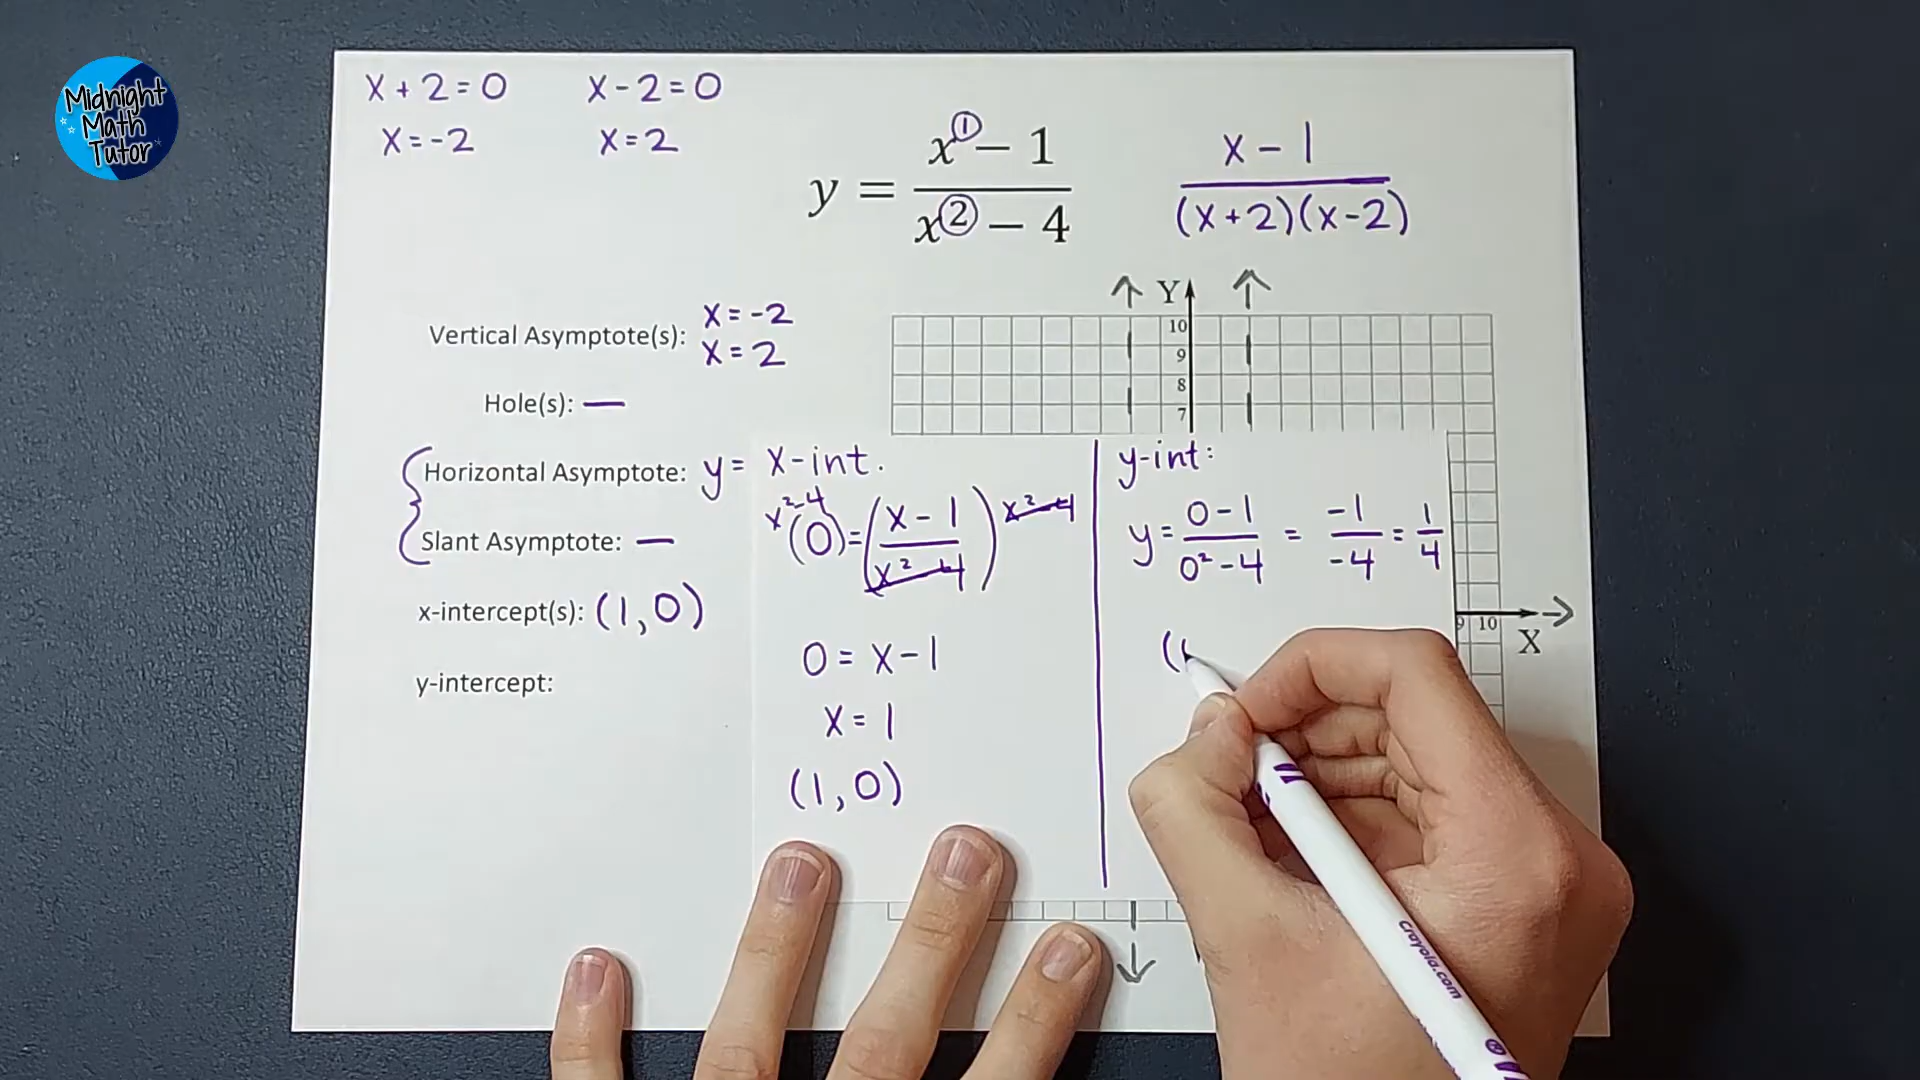 Midnight
Math
Tutor
x + 2 = 0
x = -2
x - 2 = 0
x = 2
y = x^① - 1 / x^② - 4
x - 1 / (x+2)(x-2)
Vertical Asymptote(s): x = -2
x = 2
Hole(s): —
Horizontal Asymptote: y =
Slant Asymptote: —
x-intercept(s): (1,0)
y-intercept:
x-int.
x²-4 (0) = (x - 1 / x² - 4) x² - 4
0 = x - 1
x = 1
(1,0)
y-int:
y = 0 - 1 / 0² - 4 = -1 / -4 = 1/4
(
Y
10
9
8
7
9 10
X
Crayola.com